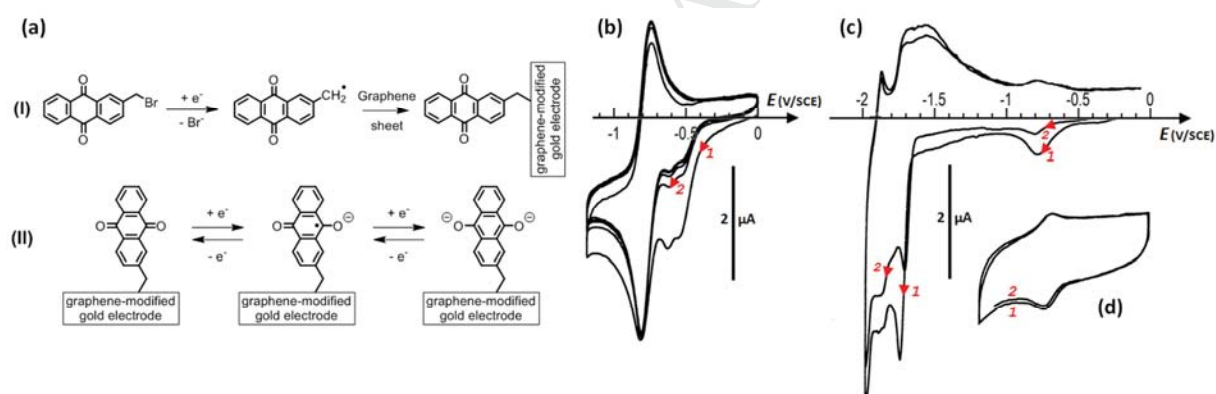 (a)
(b)
(c)
(I)
O
O
Br
+ e⁻
- Br⁻
O
O
CH₂•
Graphene
sheet
O
O
graphene-modified
gold electrode
(II)
O
O
graphene-modified
gold electrode
+ e⁻
- e⁻
O
O
⊖
•
graphene-modified
gold electrode
+ e⁻
- e⁻
⊖
O
O
⊖
graphene-modified
gold electrode
E (V/SCE)
-1
-0.5
0
1
2
2
µA
-2
-1.5
-1
-0.5
0
E (V/SCE)
2
1
2
1
2
µA
2
1
(d)